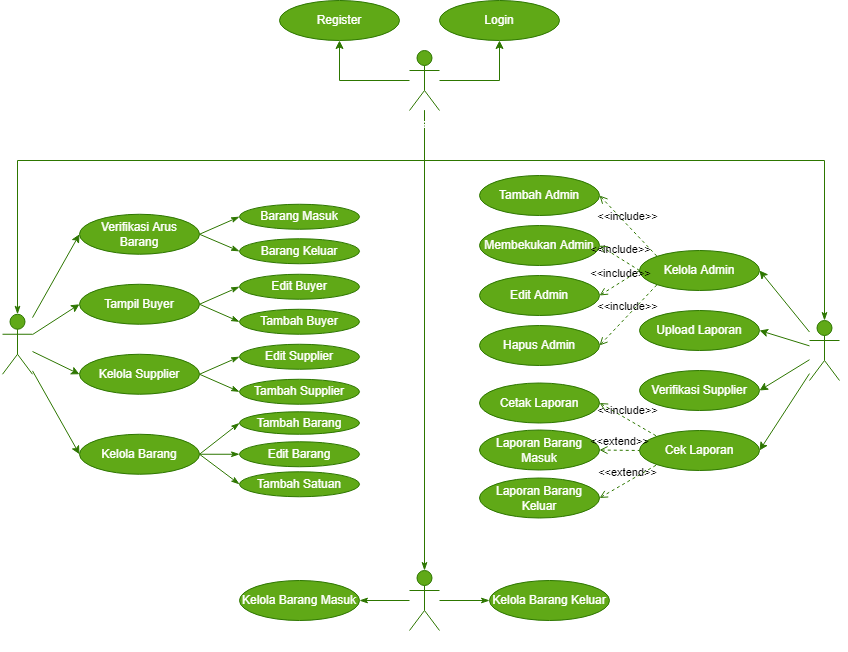 Register
Login
Verifikasi Arus
Barang
Barang Masuk
Barang Keluar
Tampil Buyer
Edit Buyer
Tambah Buyer
Kelola Supplier
Edit Supplier
Tambah Supplier
Kelola Barang
Tambah Barang
Edit Barang
Tambah Satuan
Tambah Admin
<<include>>
Membekukan Admin
<<include>>
Kelola Admin
<<include>>
Edit Admin
<<include>>
Hapus Admin
Upload Laporan
Verifikasi Supplier
Cetak Laporan
<<include>>
Laporan Barang
Masuk
<<extend>>
Cek Laporan
<<extend>>
Laporan Barang
Keluar
Kelola Barang Masuk
Kelola Barang Keluar